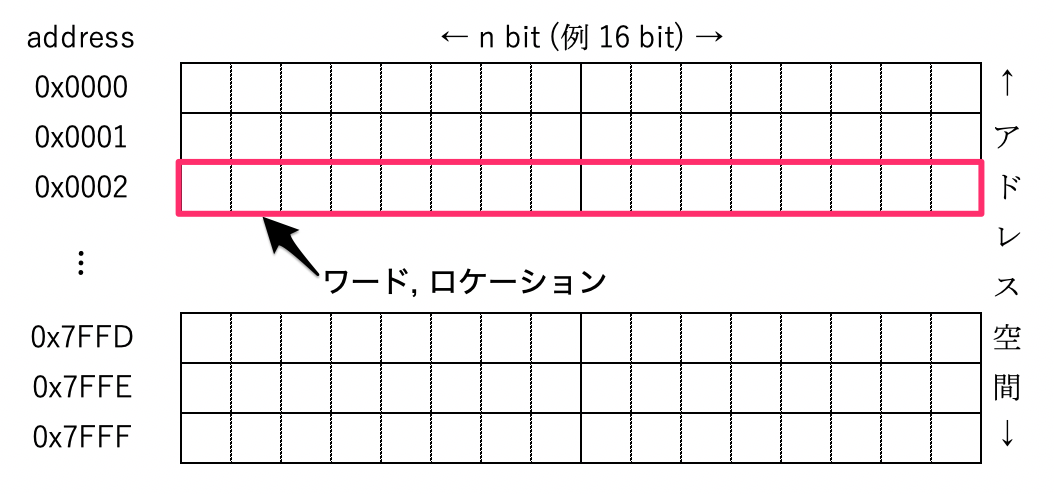 address
← n bit (例 16 bit) →
0x0000
0x0001
0x0002
⋮
ワード, ロケーション
0x7FFD
0x7FFE
0x7FFF
↑アドレス空間↓